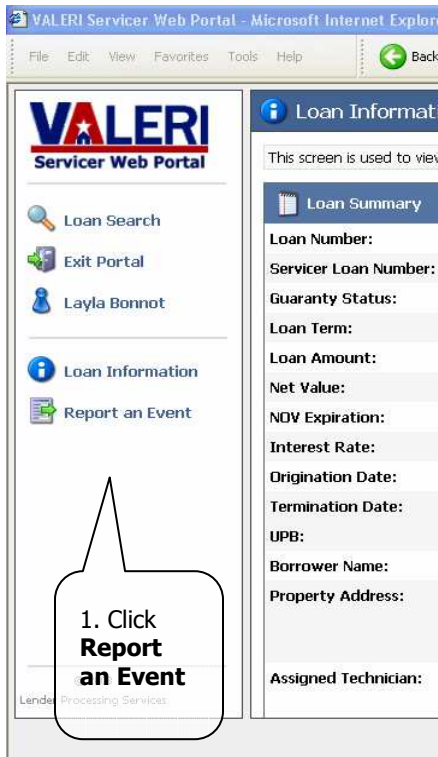 VALERI Servicer Web Portal - Microsoft Internet Explor
File Edit View Favorites Tools Help Back
VALERI
Servicer Web Portal
Loan Search
Exit Portal
Layla Bonnot
Loan Information
Report an Event
1. Click
Report
an Event
Lender Processing Services
Loan Informati
This screen is used to view
Loan Summary
Loan Number:
Servicer Loan Number:
Guaranty Status:
Loan Term:
Loan Amount:
Net Value:
NOV Expiration:
Interest Rate:
Origination Date:
Termination Date:
UPB:
Borrower Name:
Property Address:
Assigned Technician: